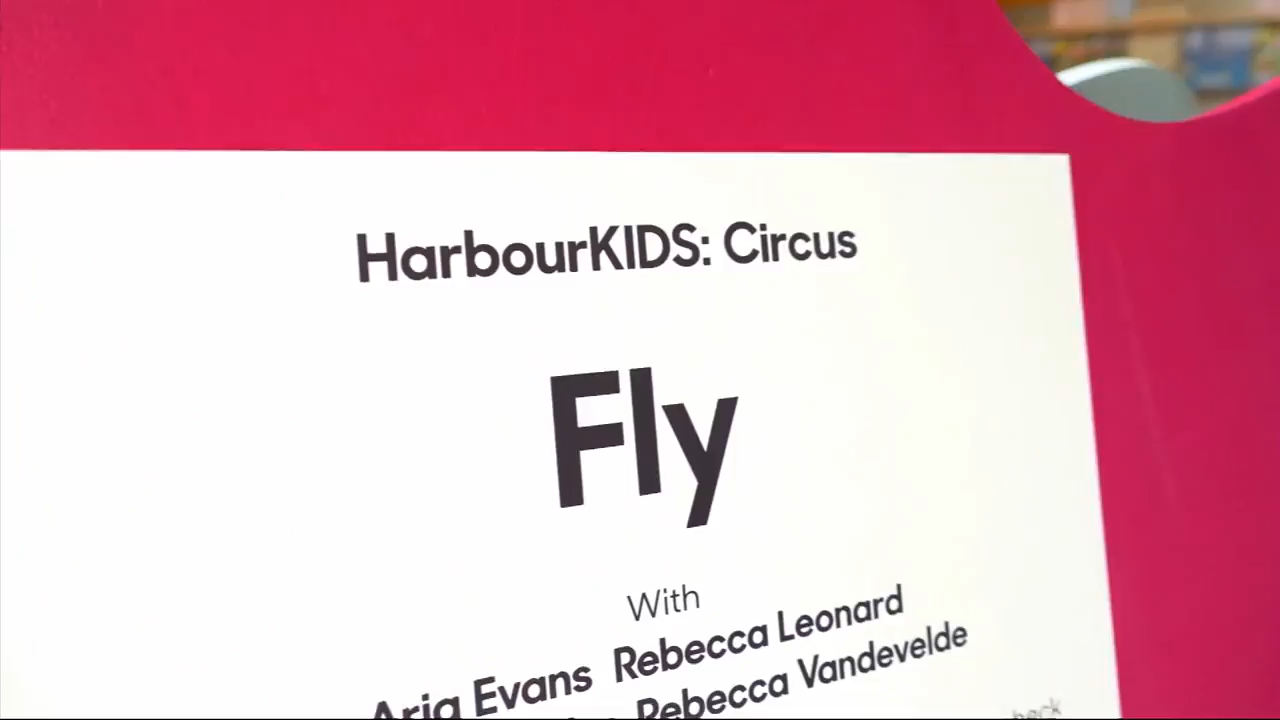 HarbourKIDS: Circus
Fly
With
Aria Evans Rebecca Leonard
Rebecca Vandevelde